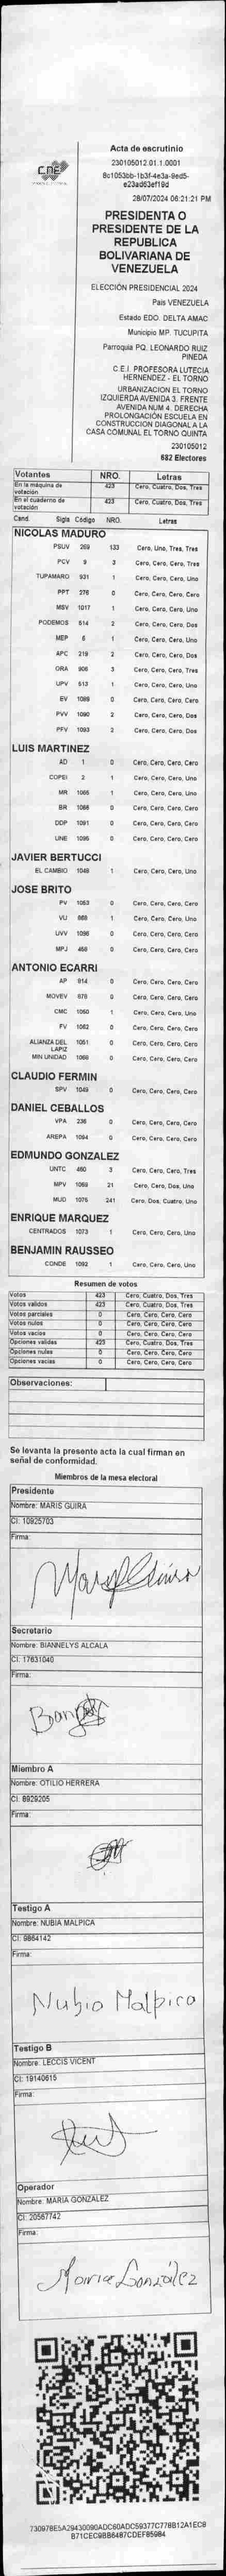 CNE
Acta de escrutinio
230105012.01.1.0001
8c1053bb-1b3f-4e3a-9ed5-
e23ad63ef19d
28/07/2024 06:21:21 PM
PRESIDENTA O
PRESIDENTE DE LA
REPUBLICA
BOLIVARIANA DE
VENEZUELA
ELECCIÓN PRESIDENCIAL 2024
Pais VENEZUELA
Estado EDO. DELTA AMAC
Municipio MP. TUCUPITA
Parroquia PQ. LEONARDO RUIZ
PINEDA
C.E.I. PROFESORA LUTECIA
HERNENDEZ - EL TORNO
URBANIZACION EL TORNO
IZQUIERDA AVENIDA 3. FRENTE
AVENIDA NUM 4. DERECHA
PROLONGACIÓN ESCUELA EN
CONSTRUCCION DIAGONAL A LA
CASA COMUNAL EL TORNO QUINTA
230105012
682 Electores
Votantes NRO. Letras
En la máquina de votación 423 Cero, Cuatro, Dos, Tres
En el cuaderno de votación 423 Cero, Cuatro, Dos, Tres
Cand. Sigla Código NRO. Letras
NICOLAS MADURO
PSUV 269 133 Cero, Uno, Tres, Tres
PCV 9 3 Cero, Cero, Cero, Tres
TUPAMARO 931 1 Cero, Cero, Cero, Uno
PPT 276 0 Cero, Cero, Cero, Cero
MSV 1017 1 Cero, Cero, Cero, Uno
PODEMOS 514 2 Cero, Cero, Cero, Dos
MEP 6 1 Cero, Cero, Cero, Uno
APC 219 2 Cero, Cero, Cero, Dos
ORA 906 3 Cero, Cero, Cero, Tres
UPV 513 1 Cero, Cero, Cero, Uno
EV 1089 0 Cero, Cero, Cero, Cero
PVV 1090 2 Cero, Cero, Cero, Dos
PFV 1093 2 Cero, Cero, Cero, Dos
LUIS MARTINEZ
AD 1 0 Cero, Cero, Cero, Cero
COPEI 2 1 Cero, Cero, Cero, Uno
MR 1065 1 Cero, Cero, Cero, Uno
BR 1066 0 Cero, Cero, Cero, Cero
DDP 1091 0 Cero, Cero, Cero, Cero
UNE 1095 0 Cero, Cero, Cero, Cero
JAVIER BERTUCCI
EL CAMBIO 1048 1 Cero, Cero, Cero, Uno
JOSE BRITO
PV 1053 0 Cero, Cero, Cero, Cero
VU 868 1 Cero, Cero, Cero, Uno
UVV 1096 0 Cero, Cero, Cero, Cero
MPJ 468 0 Cero, Cero, Cero, Cero
ANTONIO ECARRI
AP 914 0 Cero, Cero, Cero, Cero
MOVEV 978 0 Cero, Cero, Cero, Cero
CMC 1050 1 Cero, Cero, Cero, Uno
FV 1062 0 Cero, Cero, Cero, Cero
ALIANZA DEL LAPIZ 1051 0 Cero, Cero, Cero, Cero
MIN UNIDAD 1069 0 Cero, Cero, Cero, Cero
CLAUDIO FERMIN
SPV 1049 0 Cero, Cero, Cero, Cero
DANIEL CEBALLOS
VPA 236 0 Cero, Cero, Cero, Cero
AREPA 1094 0 Cero, Cero, Cero, Cero
EDMUNDO GONZALEZ
UNTC 460 3 Cero, Cero, Cero, Tres
MPV 1068 21 Cero, Cero, Dos, Uno
MUD 1076 241 Cero, Dos, Cuatro, Uno
ENRIQUE MARQUEZ
CENTRADOS 1073 1 Cero, Cero, Cero, Uno
BENJAMIN RAUSSEO
CONDE 1092 1 Cero, Cero, Cero, Uno
Resumen de votos
Votos 423 Cero, Cuatro, Dos, Tres
Votos validos 423 Cero, Cuatro, Dos, Tres
Votos parciales 0 Cero, Cero, Cero, Cero
Votos nulos 0 Cero, Cero, Cero, Cero
Votos vacios 0 Cero, Cero, Cero, Cero
Opciones validas 423 Cero, Cuatro, Dos, Tres
Opciones nulas 0 Cero, Cero, Cero, Cero
Opciones vacias 0 Cero, Cero, Cero, Cero
Observaciones:
Se levanta la presente acta la cual firman en
señal de conformidad.
Miembros de la mesa electoral
Presidente
Nombre: MARIS GUIRA
CI: 10925703
Firma:
Secretario
Nombre: BIANNELYS ALCALA
CI: 17631040
Firma:
Miembro A
Nombre: OTILIO HERRERA
CI: 8929205
Firma:
Testigo A
Nombre: NUBIA MALPICA
CI: 9864142
Firma:
Nubia Malpica
Testigo B
Nombre: LECCIS VICENT
CI: 19140615
Firma:
Operador
Nombre: MARIA GONZALEZ
CI: 20567742
Firma:
Maria González
730978E5A29430090ADC60ADC59377C778B12A1EC8
B71CEC9BB6487CDEF85984